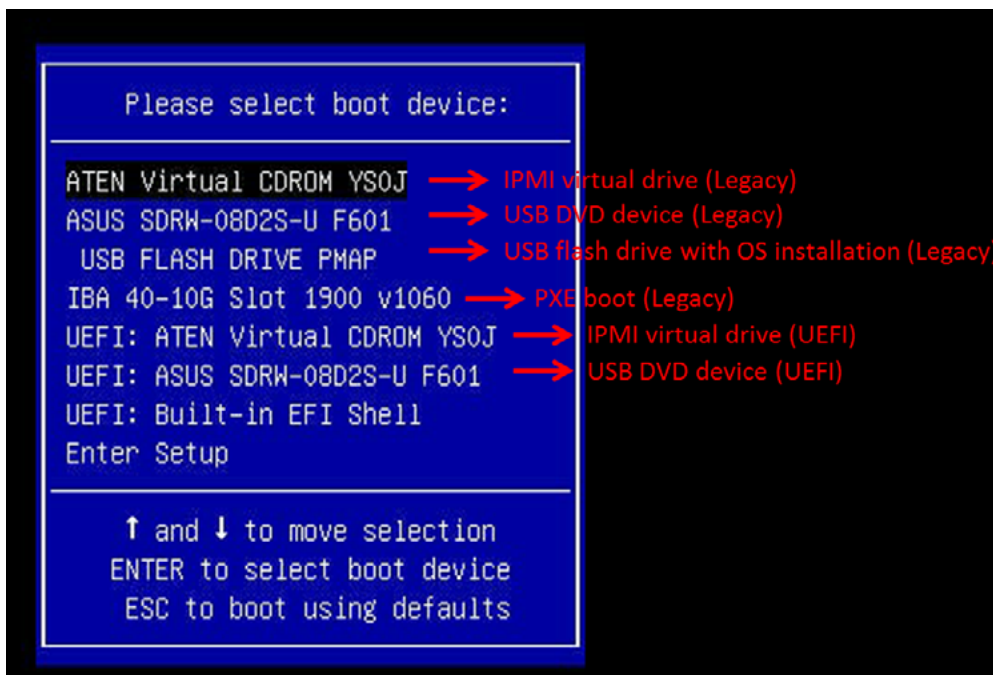 Please select boot device:
ATEN Virtual CDROM YS0J → IPMI virtual drive (Legacy)
ASUS SDRW-08D2S-U F601 → USB DVD device (Legacy)
USB FLASH DRIVE PMAP → USB flash drive with OS installation (Legacy)
IBA 40-10G Slot 1900 v1060 → PXE boot (Legacy)
UEFI: ATEN Virtual CDROM YS0J → IPMI virtual drive (UEFI)
UEFI: ASUS SDRW-08D2S-U F601 → USB DVD device (UEFI)
UEFI: Built-in EFI Shell
Enter Setup
↑ and ↓ to move selection
ENTER to select boot device
ESC to boot using defaults